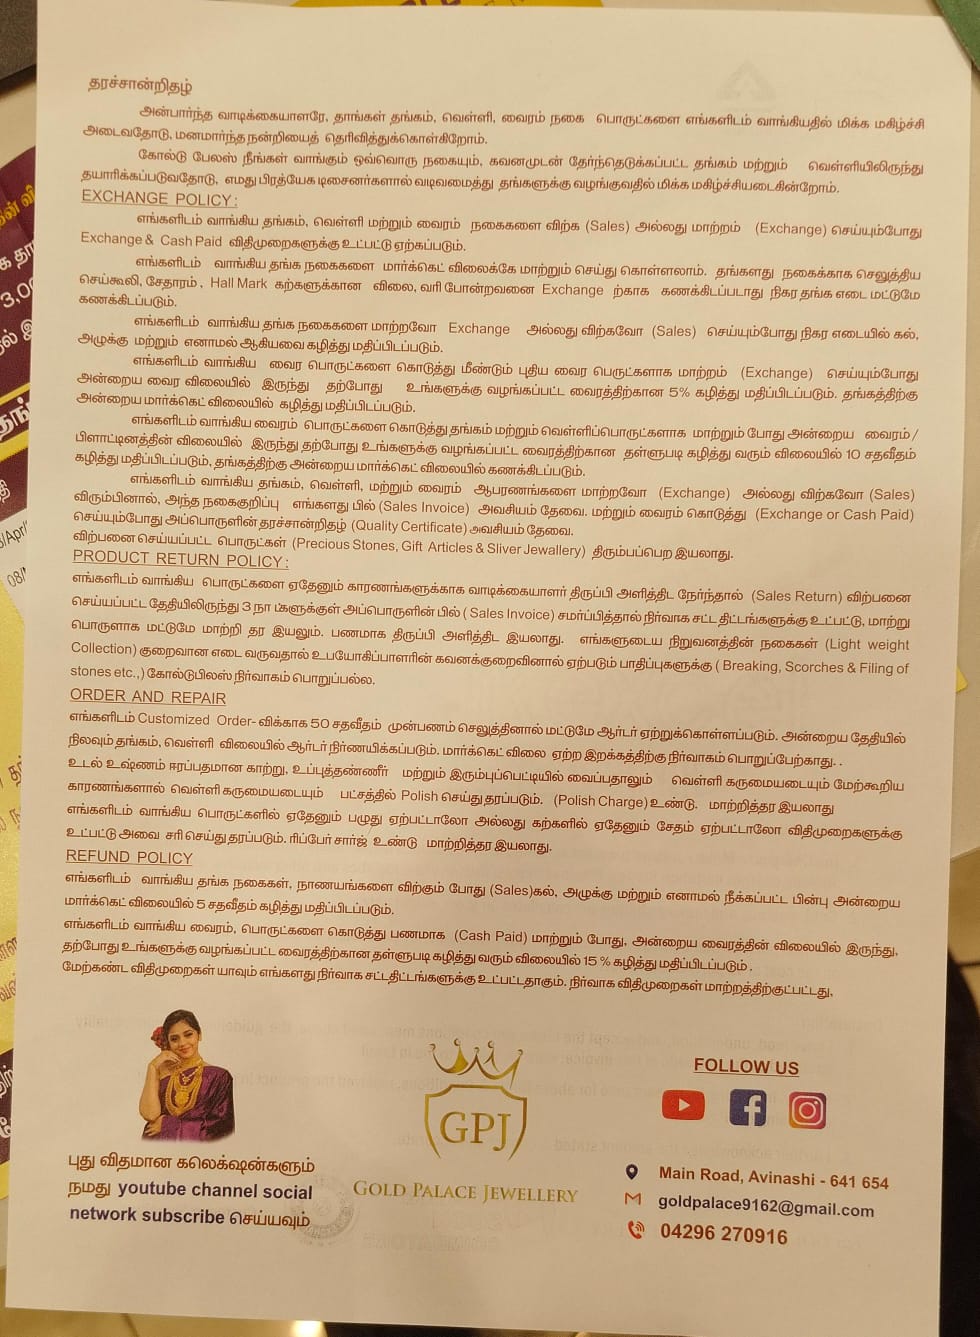 தரச்சான்றிதழ்
அன்பார்ந்த வாடிக்கையாளரே, தாங்கள் தங்கம், வெள்ளி, வைரம் நகை பொருட்களை எங்களிடம் வாங்கியதில் மிக்க மகிழ்ச்சி
அடைவதோடு, மனமார்ந்த நன்றியைத் தெரிவித்துக்கொள்கிறோம்.
கோல்டு பேலஸ் நீங்கள் வாங்கும் ஒவ்வொரு நகையும், கவனமுடன் தேர்ந்தெடுக்கப்பட்ட தங்கம் மற்றும் வெள்ளியிலிருந்து
தயாரிக்கப்படுவதோடு, எமது பிரத்யேக டிசைனர்களால் வடிவமைத்து தங்களுக்கு வழங்குவதில் மிக்க மகிழ்ச்சியடைகின்றோம்.
EXCHANGE POLICY:
எங்களிடம் வாங்கிய தங்கம், வெள்ளி மற்றும் வைரம் நகைகளை விற்க (Sales) அல்லது மாற்றம் (Exchange) செய்யும்போது
Exchange & Cash Paid விதிமுறைகளுக்கு உட்பட்டு ஏற்கப்படும்.
எங்களிடம் வாங்கிய தங்க நகைகளை மார்க்கெட் விலைக்கே மாற்றும் செய்து கொள்ளலாம். தங்களது நகைக்காக செலுத்திய
செய்கூலி, சேதாரம், Hall Mark கற்களுக்கான விலை, வரி போன்றவனை Exchange ற்காக கணக்கிடப்படாது நிகர தங்க எடை மட்டுமே
கணக்கிடப்படும்.
எங்களிடம் வாங்கிய தங்க நகைகளை மாற்றவோ Exchange அல்லது விற்கவோ (Sales) செய்யும்போது நிகர எடையில் கல்,
அழுக்கு மற்றும் எனாமல் ஆகியவை கழித்து மதிப்பிடப்படும்.
எங்களிடம் வாங்கிய வைர பொருட்களை கொடுத்து மீண்டும் புதிய வைர பெருட்களாக மாற்றம் (Exchange) செய்யும்போது
அன்றைய வைர விலையில் இருந்து தற்போது உங்களுக்கு வழங்கப்பட்ட வைரத்திற்கான 5% கழித்து மதிப்பிடப்படும். தங்கத்திற்கு
அன்றைய மார்க்கெட் விலையில் கழித்து மதிப்பிடப்படும்.
எங்களிடம் வாங்கிய வைரம் பொருட்களை கொடுத்து தங்கம் மற்றும் வெள்ளிப்பொருட்களாக மாற்றும் போது அன்றைய வைரம் /
பிளாட்டினத்தின் விலையில் இருந்து தற்போது உங்களுக்கு வழங்கப்பட்ட வைரத்திற்கான தள்ளுபடி கழித்து வரும் விலையில் 10 சதவீதம்
கழித்து மதிப்பிடப்படும், தங்கத்திற்கு அன்றைய மார்க்கெட் விலையில் கணக்கிடப்படும்.
எங்களிடம் வாங்கிய தங்கம், வெள்ளி, மற்றும் வைரம் ஆபரணங்களை மாற்றவோ (Exchange) அல்லது விற்கவோ (Sales)
விரும்பினால், அந்த நகைகுறிப்பு எங்களது பில் (Sales Invoice) அவசியம் தேவை. மற்றும் வைரம் கொடுத்து (Exchange or Cash Paid)
செய்யும்போது அப்பொருளின் தரச்சான்றிதழ் (Quality Certificate) அவசியம் தேவை.
விற்பனை செய்யப்பட்ட பொருட்கள் (Precious Stones, Gift Articles & Sliver Jewellery) திரும்பப்பெற இயலாது.
PRODUCT RETURN POLICY:
எங்களிடம் வாங்கிய பொருட்களை ஏதேனும் காரணங்களுக்காக வாடிக்கையாளர் திருப்பி அளித்திட நேர்ந்தால் (Sales Return) விற்பனை
செய்யப்பட்ட தேதியிலிருந்து 3 நாட்களுக்குள் அப்பொருளின் பில் ( Sales Invoice) சமர்ப்பித்தால் நிர்வாக சட்ட திட்டங்களுக்கு உட்பட்டு, மாற்று
பொருளாக மட்டுமே மாற்றி தர இயலும். பணமாக திருப்பி அளித்திட இயலாது. எங்களுடைய நிறுவனத்தின் நகைகள் (Light weight
Collection) குறைவான எடை வருவதால் உபயோகிப்பாளரின் கவனக்குறைவினால் ஏற்படும் பாதிப்புகளுக்கு ( Breaking, Scorches & Filing of
stones etc.,) கோல்டுபிலஸ் நிர்வாகம் பொறுப்பல்ல.
ORDER AND REPAIR
எங்களிடம் Customized Order- விக்காக 50 சதவீதம் முன்பணம் செலுத்தினால் மட்டுமே ஆர்டர் ஏற்றுக்கொள்ளப்படும். அன்றைய தேதியில்
நிலவும் தங்கம், வெள்ளி விலையில் ஆர்டர் நிர்ணயிக்கப்படும். மார்க்கெட் விலை ஏற்ற இறக்கத்திற்கு நிர்வாகம் பொறுப்பேற்காது. .
உடல் உஷ்ணம் ஈரப்பதமான காற்று, உப்புத்தண்ணீர் மற்றும் இரும்புப்பெட்டியில் வைப்பதாலும் வெள்ளி கருமையடையும் மேற்கூறிய
காரணங்களால் வெள்ளி கருமையடையும் பட்சத்தில் Polish செய்து தரப்படும். (Polish Charge) உண்டு. மாற்றித்தர இயலாது
எங்களிடம் வாங்கிய பொருட்களில் ஏதேனும் பழுது ஏற்பட்டாலோ அல்லது கற்களில் ஏதேனும் சேதம் ஏற்பட்டாலோ விதிமுறைகளுக்கு
உட்பட்டு அவை சரி செய்து தரப்படும். ரிப்பேர் சார்ஜ் உண்டு மாற்றித்தர இயலாது.
REFUND POLICY
எங்களிடம் வாங்கிய தங்க நகைகள், நாணயங்களை விற்கும் போது (Sales)கல், அழுக்கு மற்றும் எனாமல் நீக்கப்பட்ட பின்பு அன்றைய
மார்க்கெட் விலையில் 5 சதவீதம் கழித்து மதிப்பிடப்படும்.
எங்களிடம் வாங்கிய வைரம், பொருட்களை கொடுத்து பணமாக (Cash Paid) மாற்றும் போது, அன்றைய வைரத்தின் விலையில் இருந்து,
தற்போது உங்களுக்கு வழங்கப்பட்ட வைரத்திற்கான தள்ளுபடி கழித்து வரும் விலையில் 15 % கழித்து மதிப்பிடப்படும் .
மேற்கண்ட விதிமுறைகள் யாவும் எங்களது நிர்வாக சட்டதிட்டங்களுக்கு உட்பட்டதாகும். நிர்வாக விதிமுறைகள் மாற்றத்திற்குட்பட்டது,
புது விதமான கலெக்ஷன்களும்
நமது youtube channel social
network subscribe செய்யவும்
GPJ
GOLD PALACE JEWELLERY
FOLLOW US
Main Road, Avinashi - 641 654
goldpalace9162@gmail.com
04296 270916